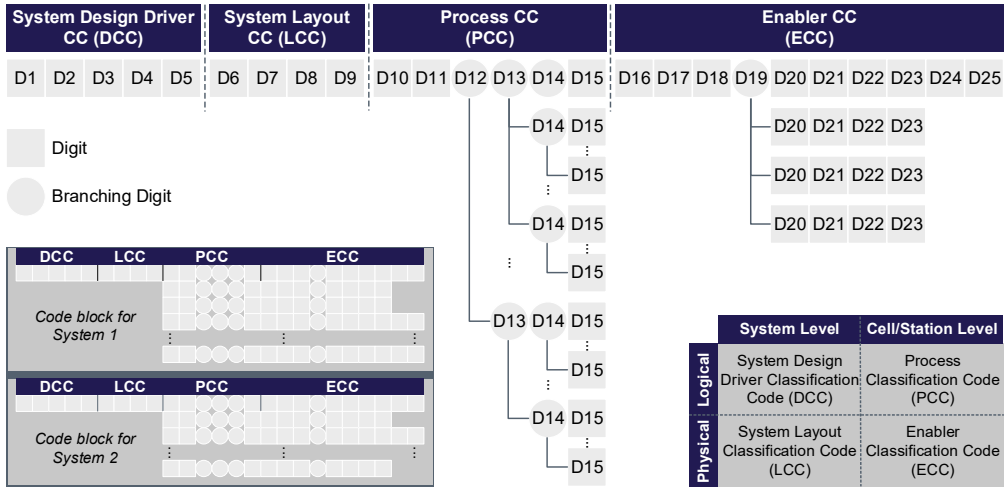 System Design Driver
CC (DCC)
System Layout
CC (LCC)
Process CC
(PCC)
Enabler CC
(ECC)
D1 D2 D3 D4 D5 D6 D7 D8 D9 D10 D11 D12 D13 D14 D15 D16 D17 D18 D19 D20 D21 D22 D23 D24 D25
D14 D15 D20 D21 D22 D23
Digit
D15 D20 D21 D22 D23
Branching Digit
D14 D15 D20 D21 D22 D23
D15
DCC LCC PCC ECC
Code block for
System 1
D13 D14 D15
D15
DCC LCC PCC ECC
Code block for
System 2
D14 D15
D15
System Level Cell/Station Level
Logical
System Design
Driver Classification
Code (DCC)
Process
Classification Code
(PCC)
Physical
System Layout
Classification Code
(LCC)
Enabler
Classification Code
(ECC)